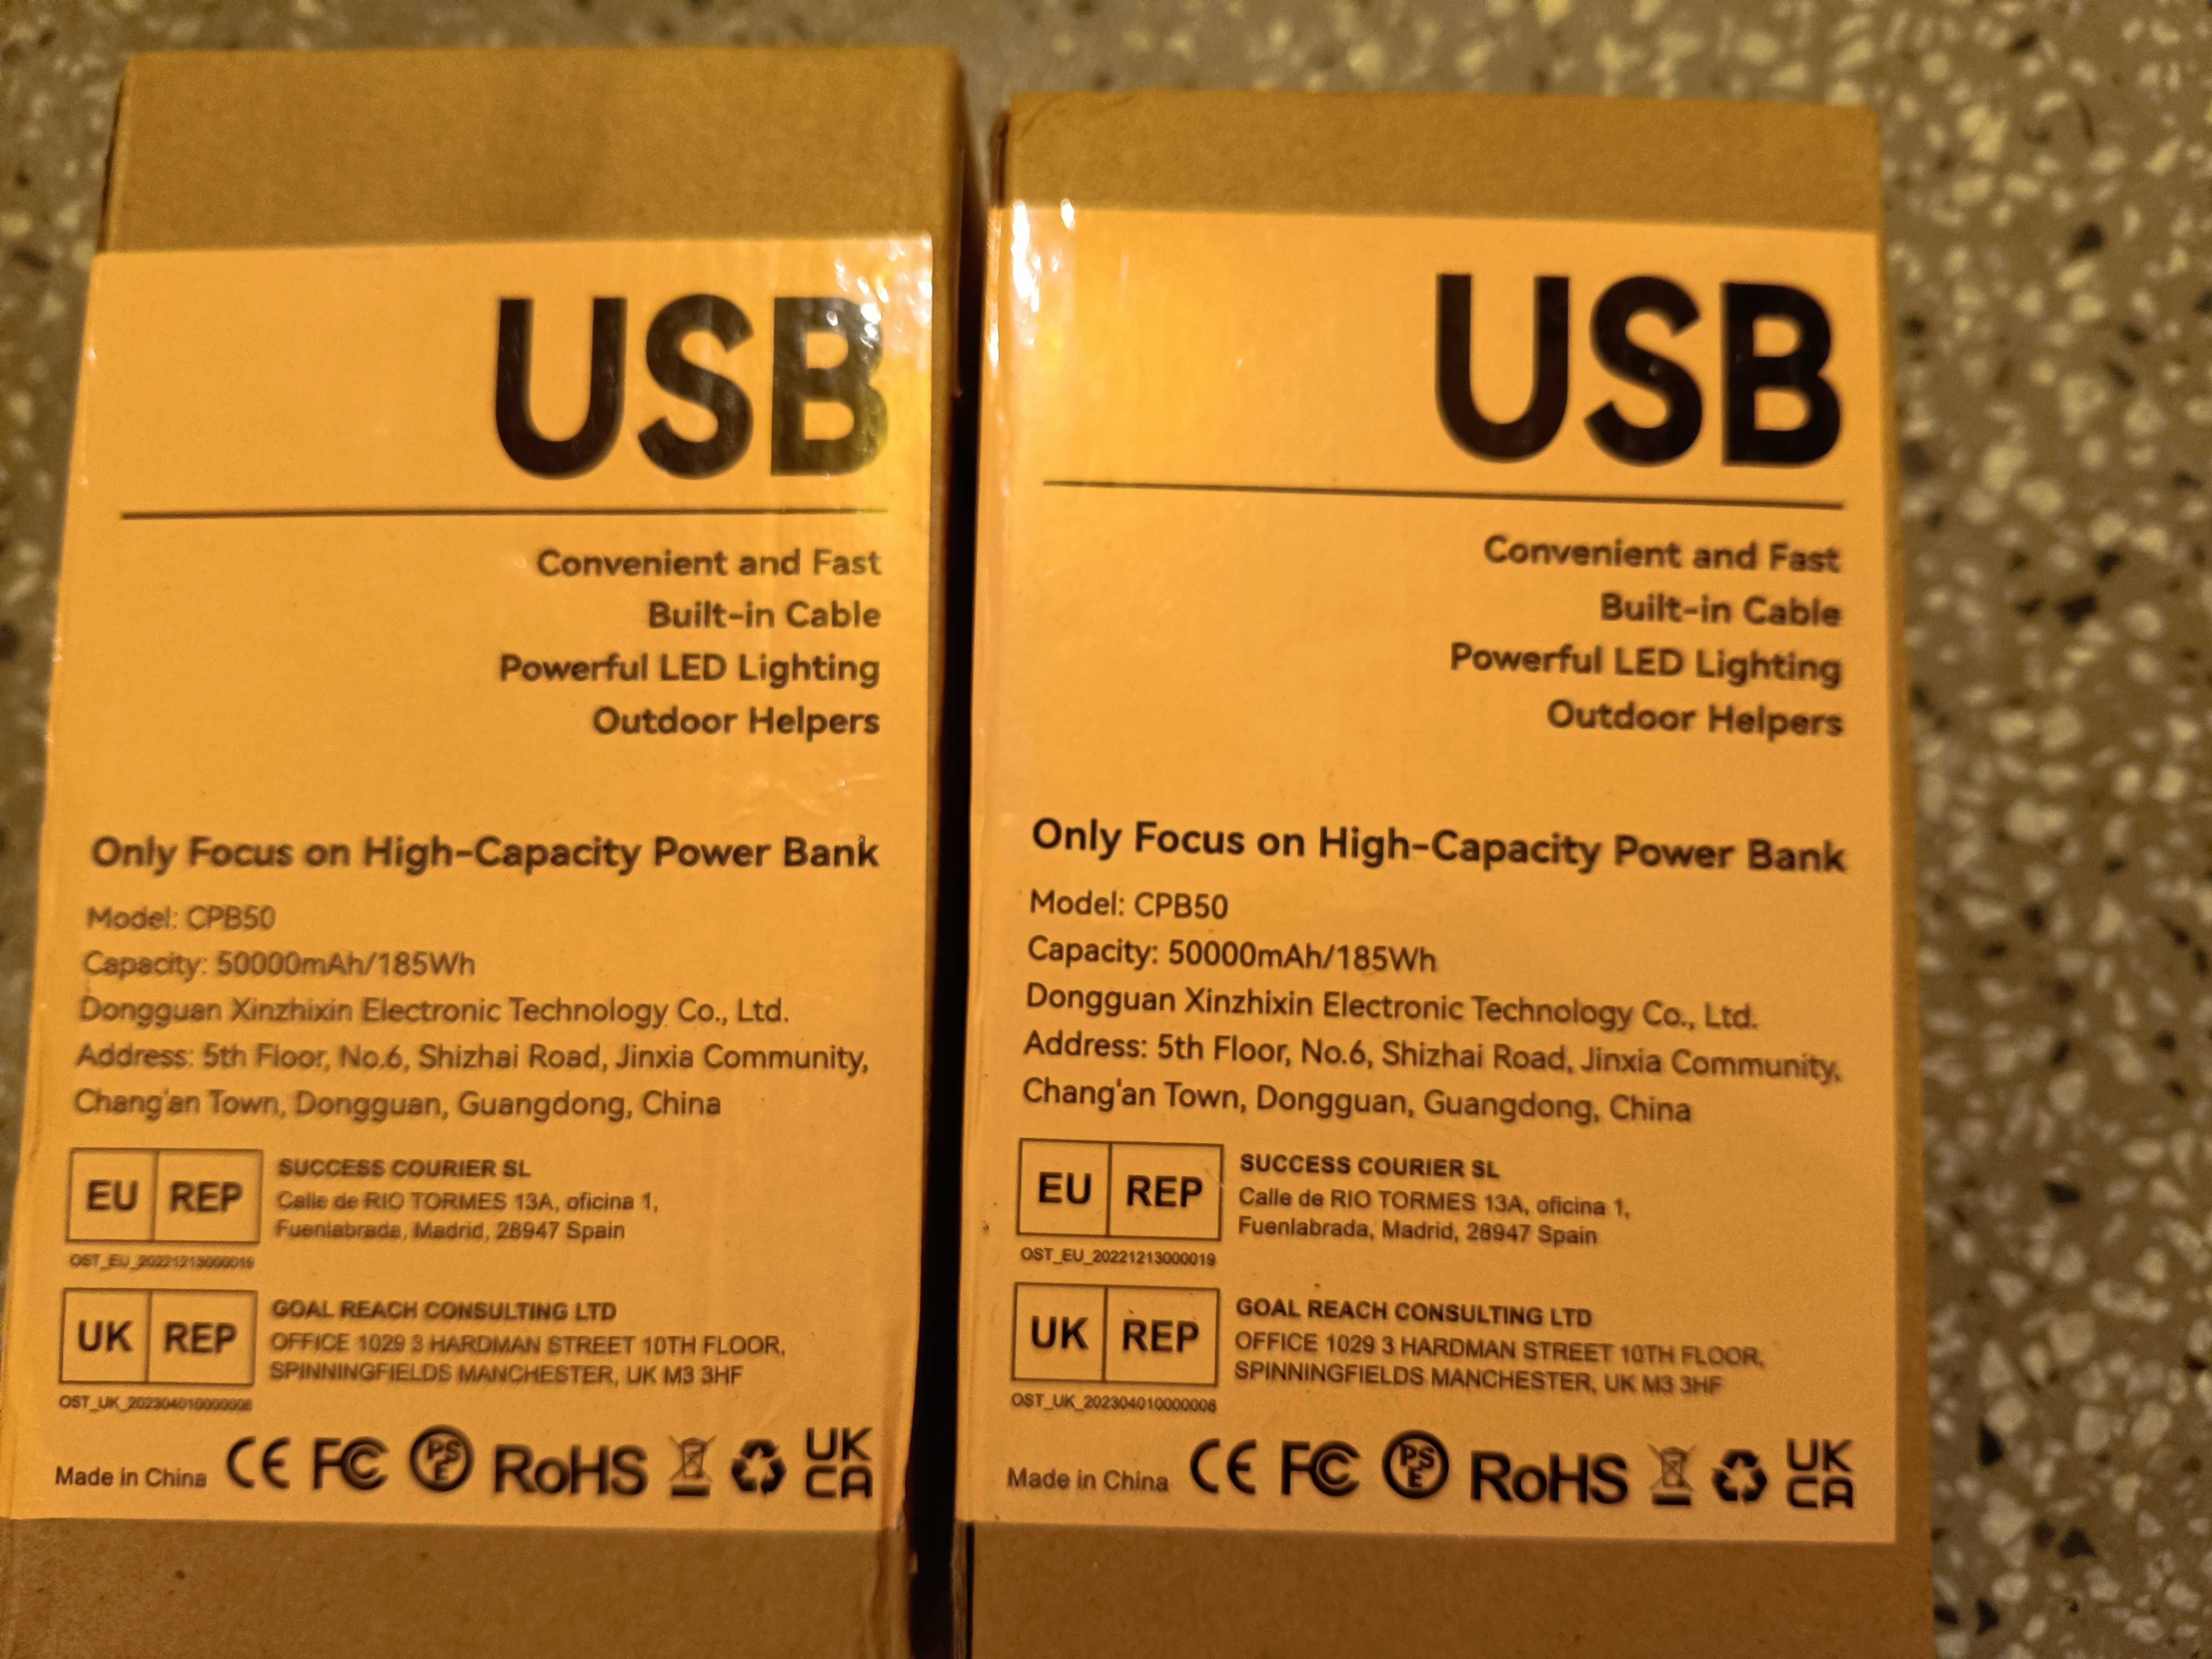 USB
Convenient and Fast
Built-in Cable
Powerful LED Lighting
Outdoor Helpers
Only Focus on High-Capacity Power Bank
Model: CPB50
Capacity: 50000mAh/185Wh
Dongguan Xinzhixin Electronic Technology Co., Ltd.
Address: 5th Floor, No.6, Shizhai Road, Jinxia Community,
Chang'an Town, Dongguan, Guangdong, China
EU REP
SUCCESS COURIER SL
Calle de RIO TORMES 13A, oficina 1,
Fuenlabrada, Madrid, 28947 Spain
OST_EU_20221213000019
UK REP
GOAL REACH CONSULTING LTD
OFFICE 1029 3 HARDMAN STREET 10TH FLOOR,
SPINNINGFIELDS MANCHESTER, UK M3 3HF
OST_UK_202304010000008
Made in China CE FC PSE RoHS UK
CA
USB
Convenient and Fast
Built-in Cable
Powerful LED Lighting
Outdoor Helpers
Only Focus on High-Capacity Power Bank
Model: CPB50
Capacity: 50000mAh/185Wh
Dongguan Xinzhixin Electronic Technology Co., Ltd.
Address: 5th Floor, No.6, Shizhai Road, Jinxia Community,
Chang'an Town, Dongguan, Guangdong, China
EU REP
SUCCESS COURIER SL
Calle de RIO TORMES 13A, oficina 1,
Fuenlabrada, Madrid, 28947 Spain
OST_EU_20221213000019
UK REP
GOAL REACH CONSULTING LTD
OFFICE 1029 3 HARDMAN STREET 10TH FLOOR,
SPINNINGFIELDS MANCHESTER, UK M3 3HF
OST_UK_202304010000008
Made in China CE FC PSE RoHS UK
CA